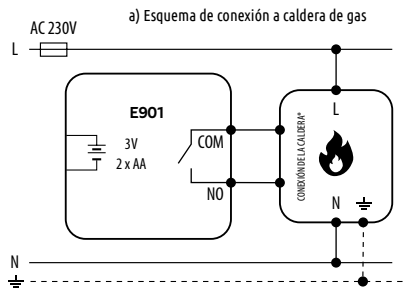 a) Esquema de conexión a caldera de gas
AC 230V
L
E901
3V
2 x AA
COM
NO
CONEXIÓN DE LA CALDERA*
L
N
N